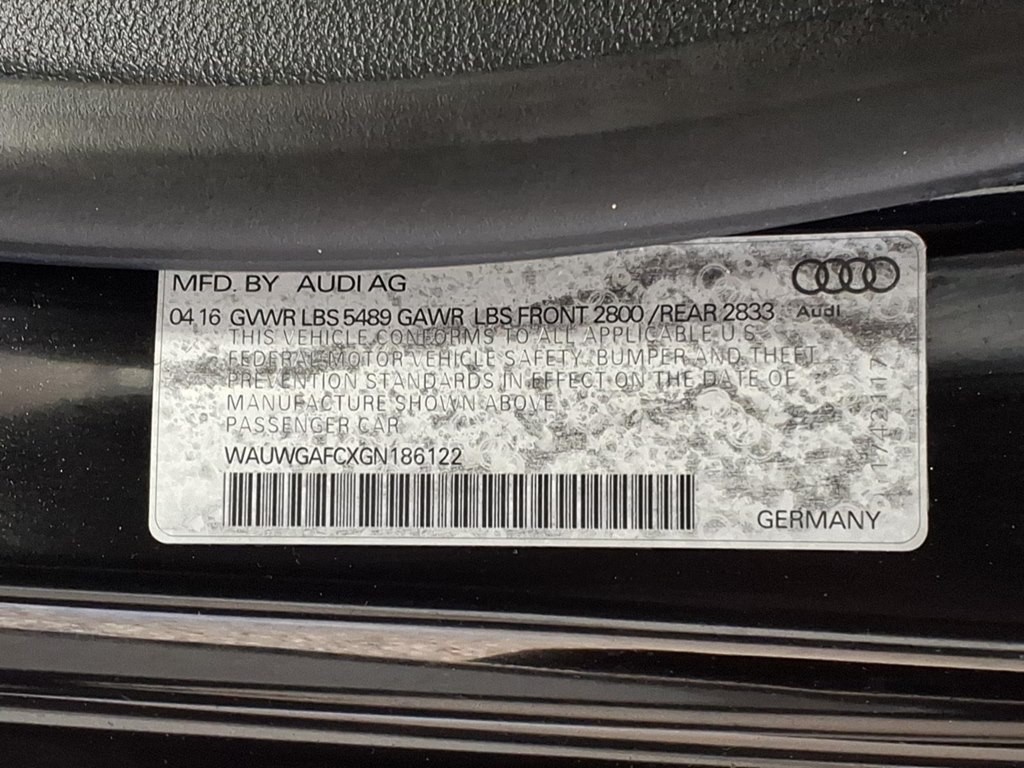 MFD. BY AUDI AG
04.16 GVWR LBS 5489 GAWR LBS FRONT 2800 /REAR 2833
Audi
THIS VEHICLE CONFORMS TO ALL APPLICABLE U.S.
FEDERAL MOTOR VEHICLE SAFETY, BUMPER AND THEFT
PREVENTION STANDARDS IN EFFECT ON THE DATE OF
MANUFACTURE SHOWN ABOVE
PASSENGER CAR
WAUWGAFCXGN186122
GERMANY